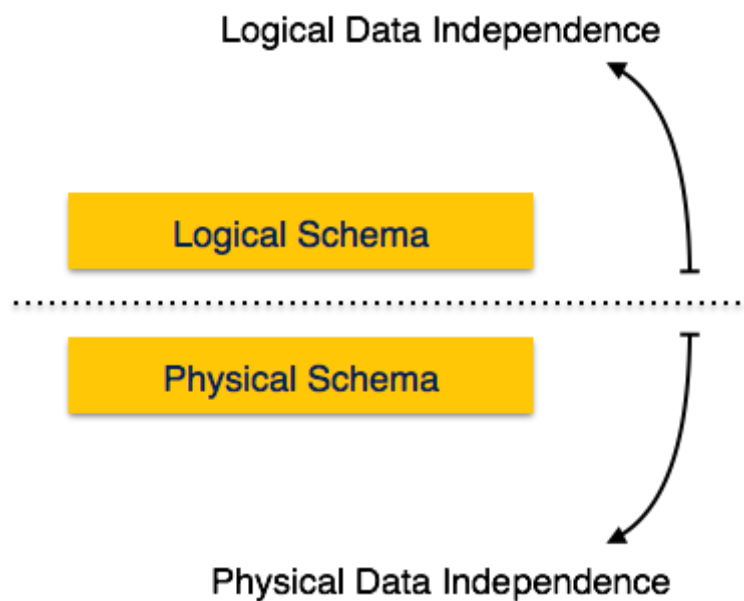 Logical Data Independence
Logical Schema
Physical Schema
Physical Data Independence